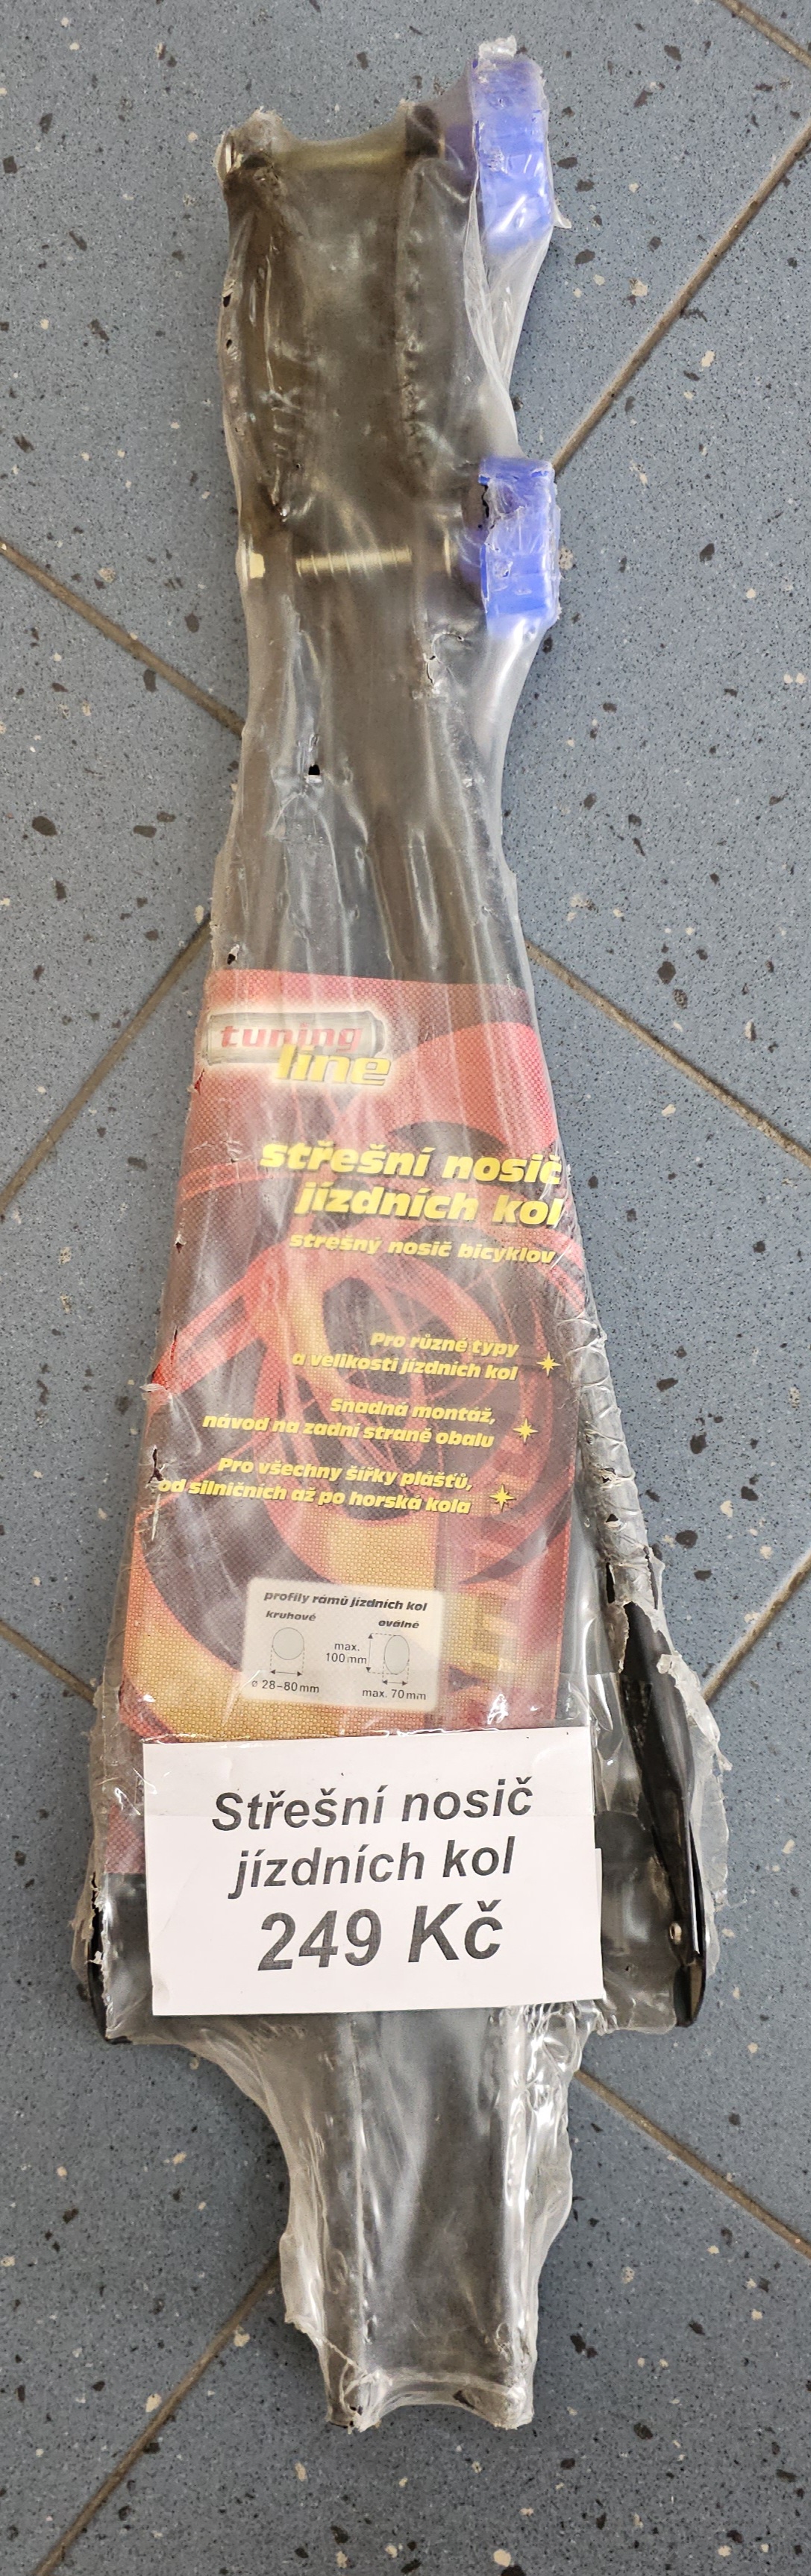 tuning
line
střešní nosič
jízdních kol
strešný nosič bicyklov
Pro různé typy
a velikosti jízdních kol
Snadná montáž,
návod na zadní straně obalu
Pro všechny šířky plášťů,
od silničních až po horská kola
profily rámů jízdních kol
kruhové
oválné
max.
100 mm
ø 28–80 mm
max. 70 mm
Střešní nosič
jízdních kol
249 Kč